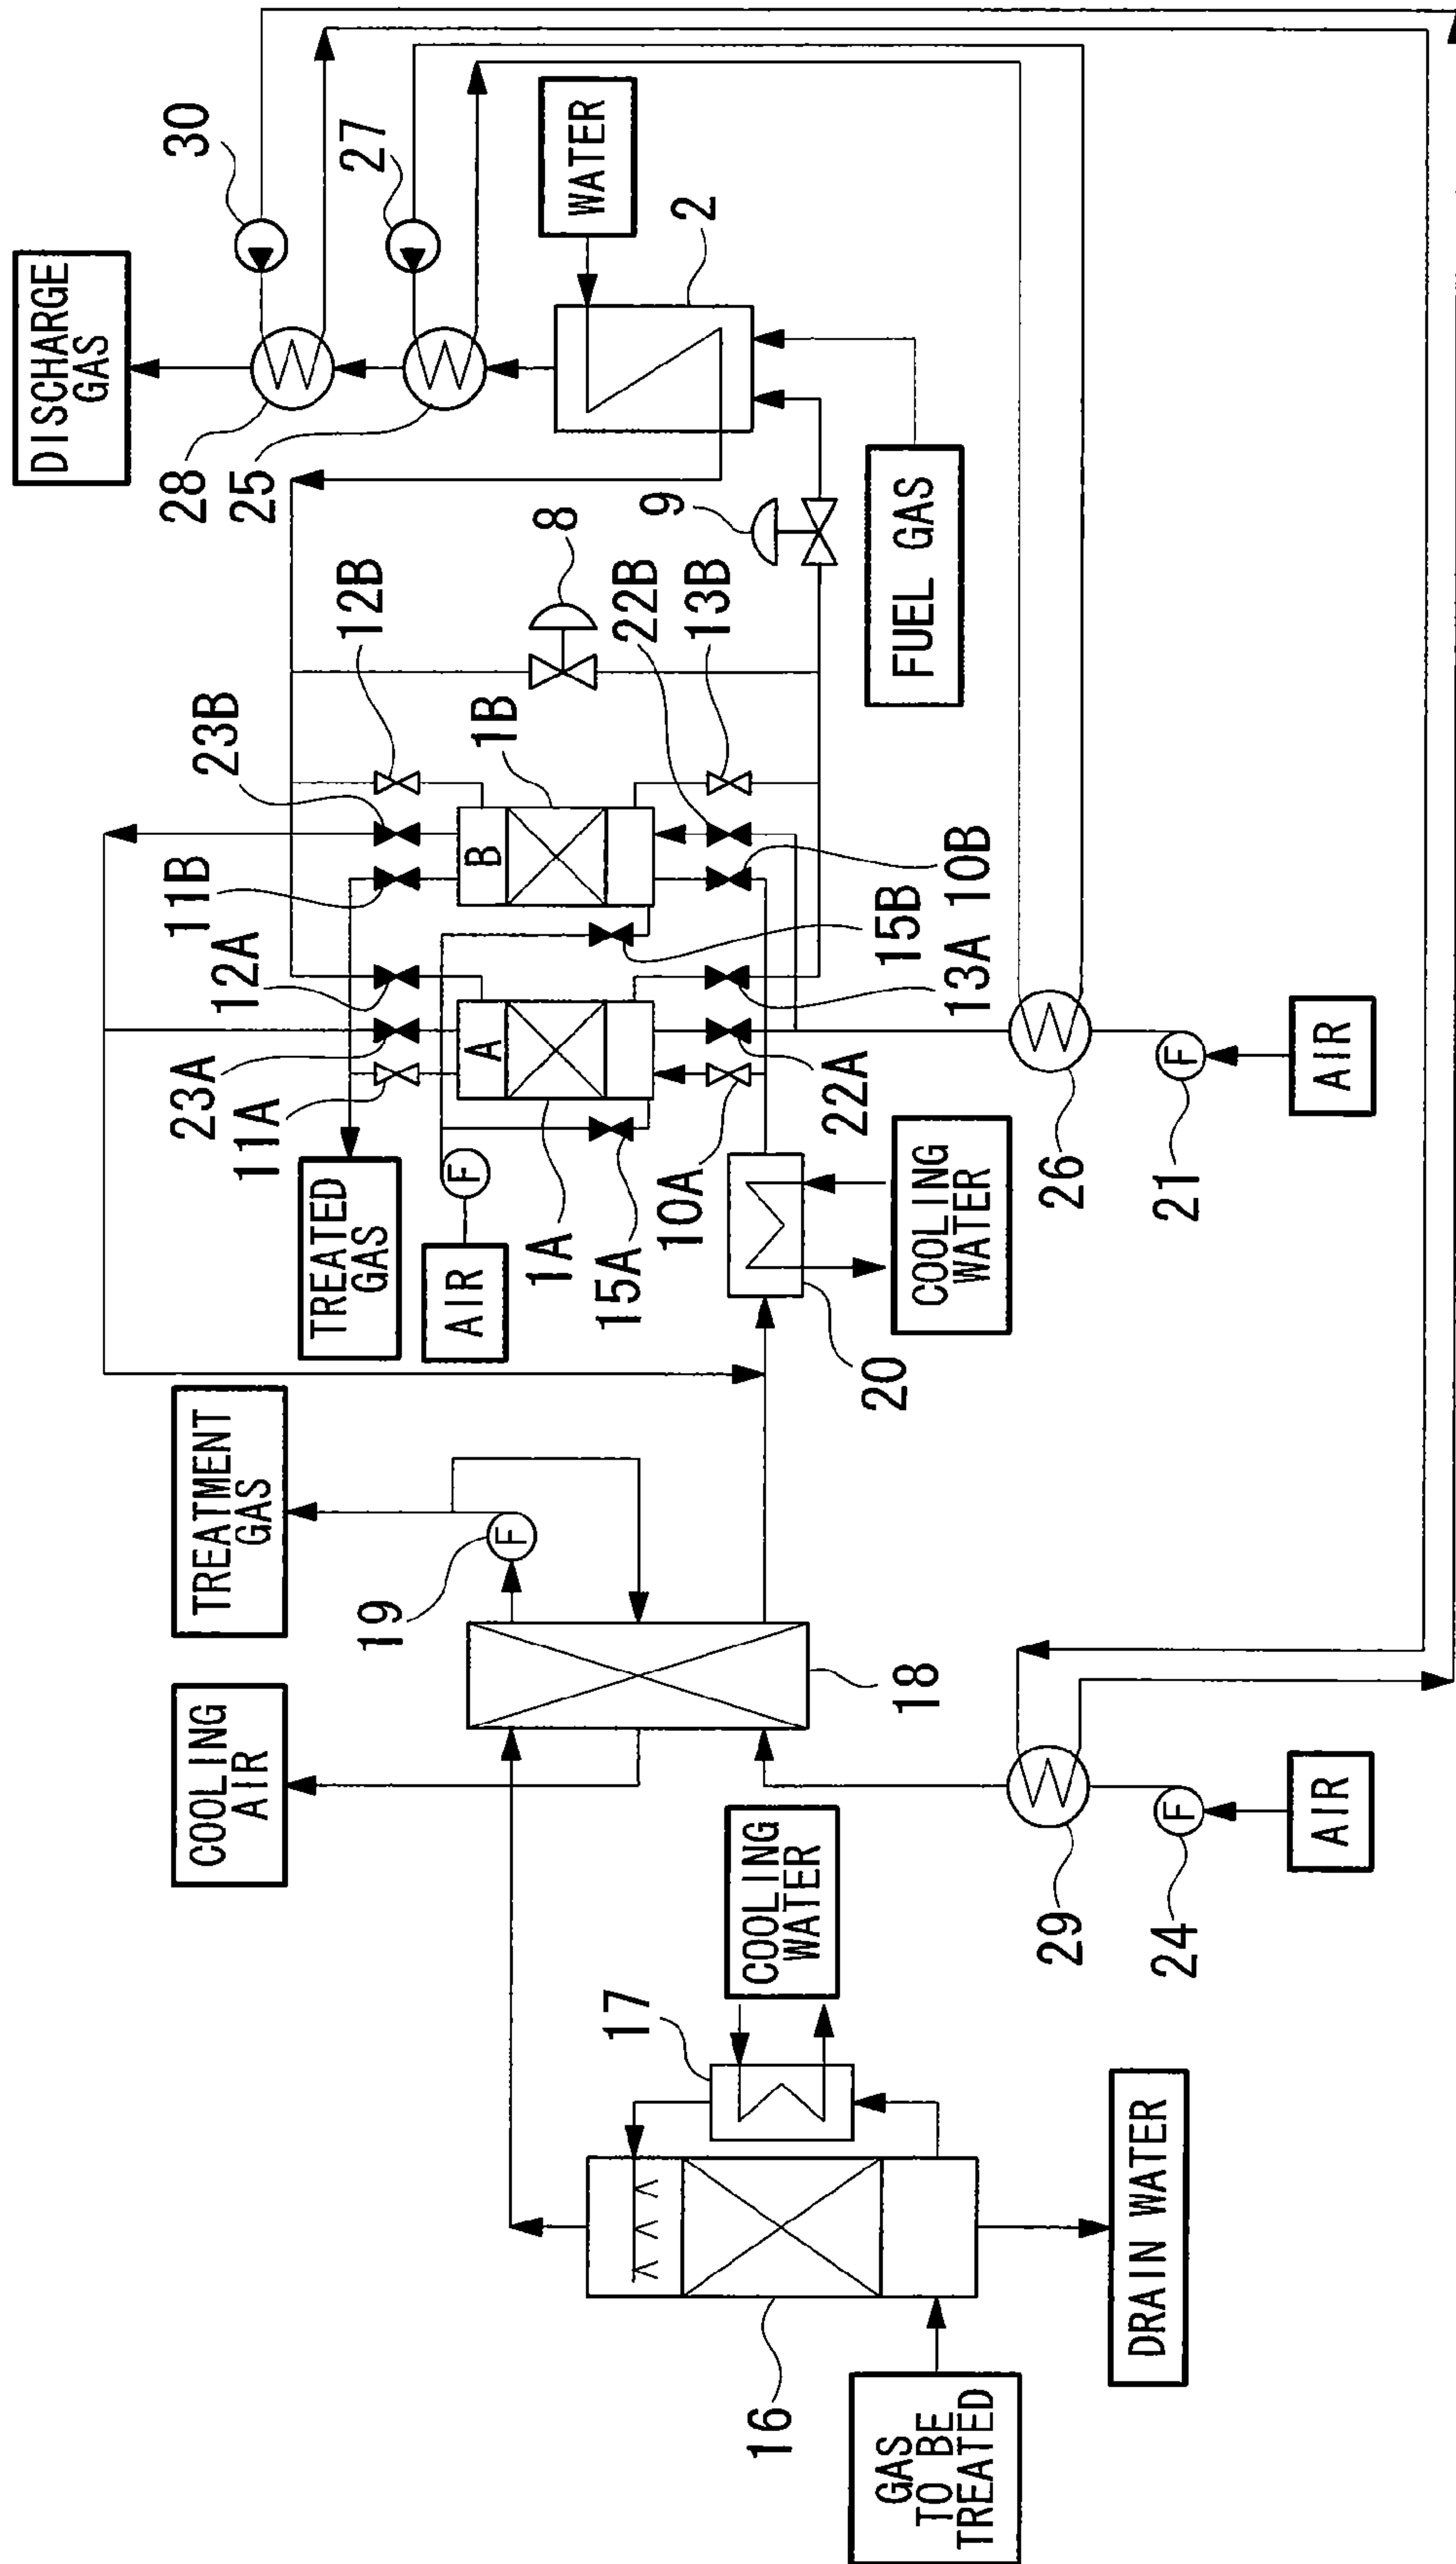 DISCHARGE
GAS
30
27
WATER
2
28
25
8
9
FUEL GAS
12B
22B
13B
23B
1B
11B
B
10B
15B
12A
13A
23A
A
22A
11A
TREATED
GAS
F
AIR
1A
15A
10A
COOLING
WATER
20
26
F
21
AIR
TREATMENT
GAS
F
19
18
COOLING
AIR
29
F
24
AIR
COOLING
WATER
17
16
DRAIN WATER
GAS
TO BE
TREATED